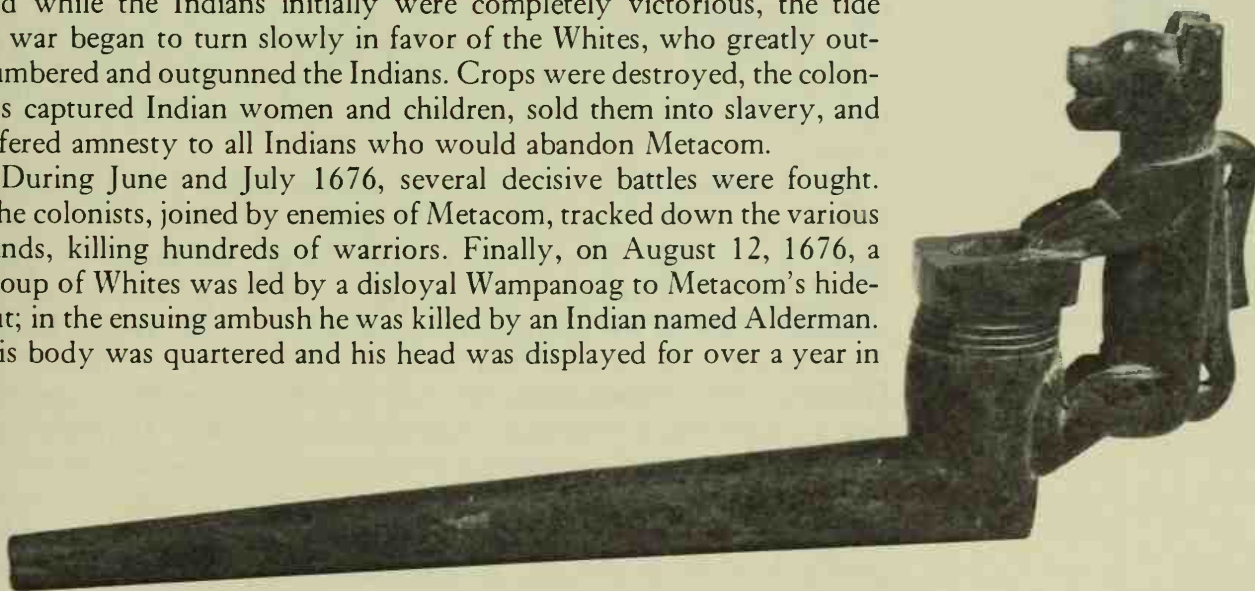 d while the Indians initially were completely victorious, the tide
war began to turn slowly in favor of the Whites, who greatly out-
mbered and outgunned the Indians. Crops were destroyed, the colon-
s captured Indian women and children, sold them into slavery, and
fered amnesty to all Indians who would abandon Metacom.
During June and July 1676, several decisive battles were fought.
he colonists, joined by enemies of Metacom, tracked down the various
nds, killing hundreds of warriors. Finally, on August 12, 1676, a
oup of Whites was led by a disloyal Wampanoag to Metacom's hide-
t; in the ensuing ambush he was killed by an Indian named Alderman.
is body was quartered and his head was displayed for over a year in